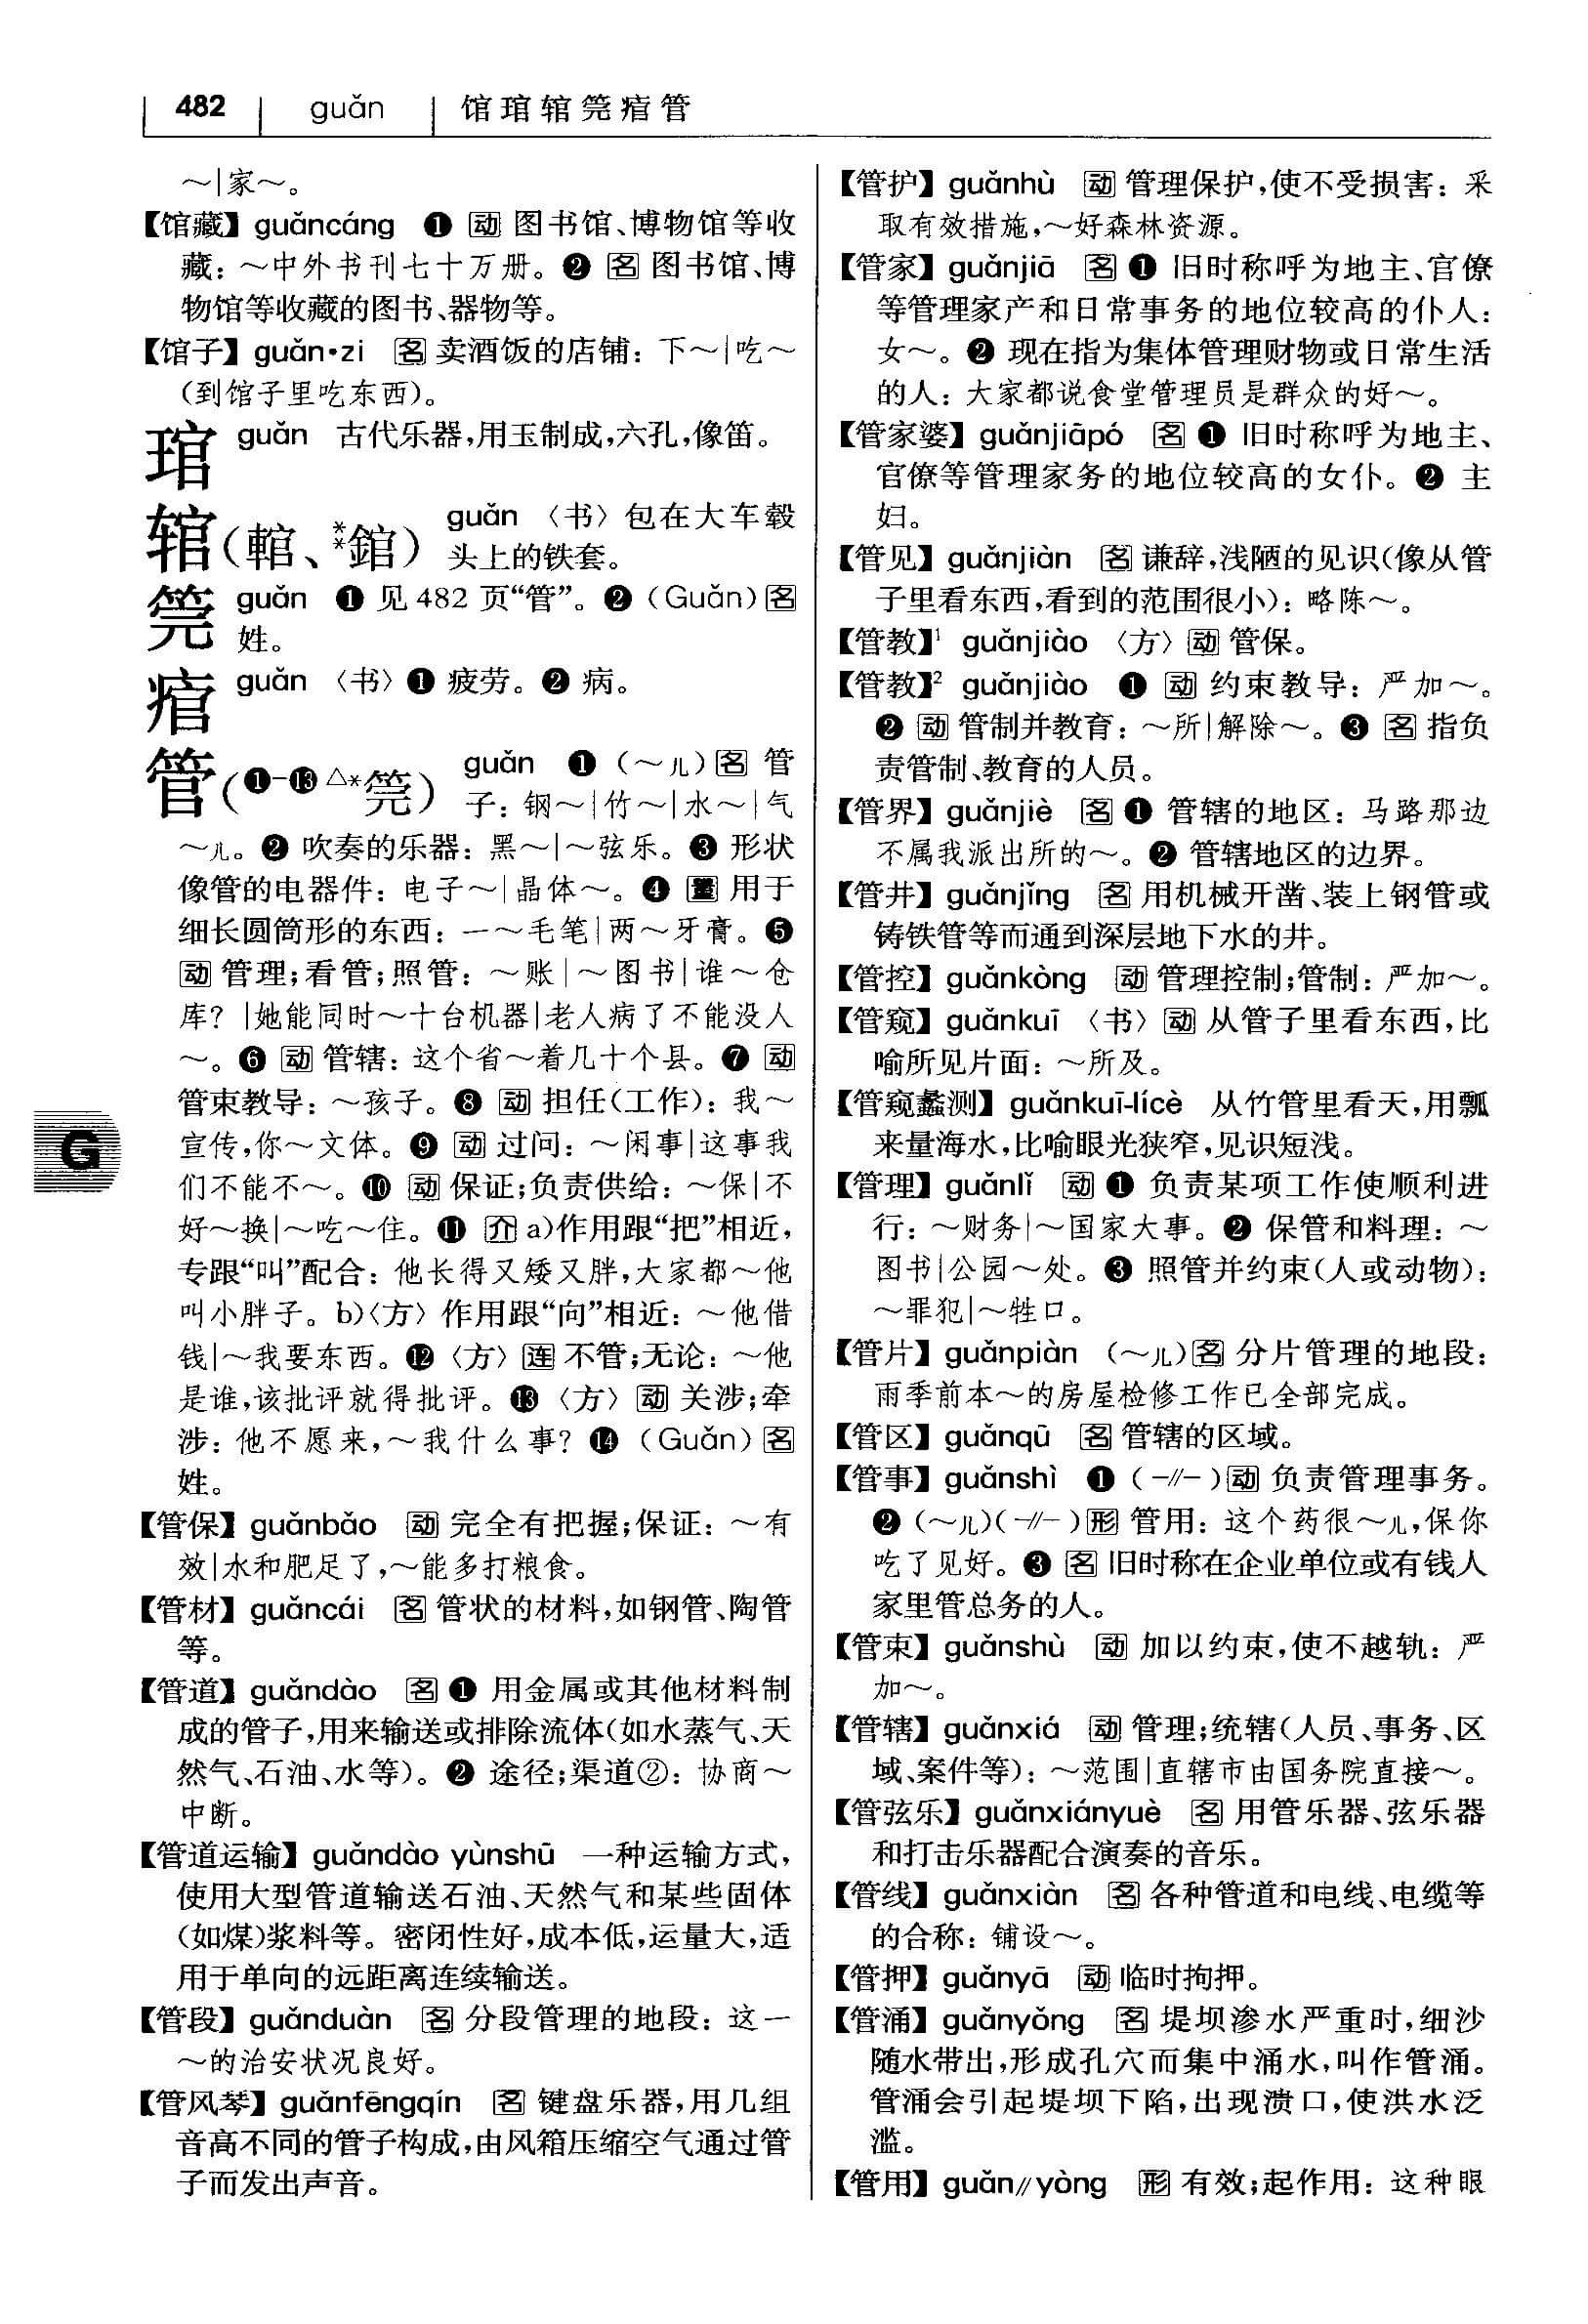 482 guǎn 馆琯辖筦痯管
～|家～。
【馆藏】guǎncáng ❶ 动 图书馆、博物馆等收
藏：～中外书刊七十万册。❷ 名 图书馆、博
物馆等收藏的图书、器物等。
【馆子】guǎn·zi 名 卖酒饭的店铺：下～|吃～
(到馆子里吃东西)。
琯 guǎn 古代乐器，用玉制成，六孔，像笛。
錧(輨、⁑錧) guǎn 〈书〉包在大车毂
头上的铁套。
筦 guǎn ❶ 见 482 页“管”。❷ (Guǎn) 名
姓。
痯 guǎn 〈书〉❶ 疲劳。❷ 病。
管(❶-⓭△*筦) guǎn ❶ (～儿) 名 管
子：钢～|竹～|水～|气
～儿。❷ 吹奏的乐器：黑～|～弦乐。❸ 形状
像管的电器件：电子～|晶体～。❹ 量 用于
细长圆筒形的东西：一～毛笔|两～牙膏。❺
动 管理；看管；照管：～账|～图书|谁～仓
库？|她能同时～十台机器|老人病了不能没人
～。❻ 动 管辖：这个省～着几十个县。❼ 动
管束教导：～孩子。❽ 动 担任(工作)：我～
宣传，你～文体。❾ 动 过问：～闲事|这事我
们不能不～。❿ 动 保证；负责供给：～保|不
好～换|～吃～住。⓫ 介 a)作用跟“把”相近，
专跟“叫”配合：他长得又矮又胖，大家都～他
叫小胖子。b)〈方〉作用跟“向”相近：～他借
钱|～我要东西。⓬〈方〉连 不管；无论：～他
是谁，该批评就得批评。⓭〈方〉动 关涉；牵
涉：他不愿来，～我什么事？⓮ (Guǎn) 名
姓。
【管保】guǎnbǎo 动 完全有把握；保证：～有
效|水和肥足了，～能多打粮食。
【管材】guǎncái 名 管状的材料，如钢管、陶管
等。
【管道】guǎndào 名 ❶ 用金属或其他材料制
成的管子，用来输送或排除流体(如水蒸气、天
然气、石油、水等)。❷ 途径；渠道②：协商～
中断。
【管道运输】guǎndào yùnshū 一种运输方式，
使用大型管道输送石油、天然气和某些固体
(如煤)浆料等。密闭性好，成本低，运量大，适
用于单向的远距离连续输送。
【管段】guǎnduàn 名 分段管理的地段：这一
～的治安状况良好。
【管风琴】guǎnfēngqín 名 键盘乐器，用几组
音高不同的管子构成，由风箱压缩空气通过管
子而发出声音。
G
【管护】guǎnhù 动 管理保护，使不受损害：采
取有效措施，～好森林资源。
【管家】guǎnjiā 名 ❶ 旧时称呼为地主、官僚
等管理家产和日常事务的地位较高的仆人：
女～。❷ 现在指为集体管理财物或日常生活
的人：大家都说食堂管理员是群众的好～。
【管家婆】guǎnjiāpó 名 ❶ 旧时称呼为地主、
官僚等管理家务的地位较高的女仆。❷ 主
妇。
【管见】guǎnjiàn 名 谦辞，浅陋的见识(像从管
子里看东西，看到的范围很小)：略陈～。
【管教】¹ guǎnjiào 〈方〉动 管保。
【管教】² guǎnjiào ❶ 动 约束教导：严加～。
❷ 动 管制并教育：～所|解除～。❸ 名 指负
责管制、教育的人员。
【管界】guǎnjiè 名 ❶ 管辖的地区：马路那边
不属我派出所的～。❷ 管辖地区的边界。
【管井】guǎnjǐng 名 用机械开凿、装上钢管或
铸铁管等而通到深层地下水的井。
【管控】guǎnkòng 动 管理控制；管制：严加～。
【管窥】guǎnkuī 〈书〉动 从管子里看东西，比
喻所见片面：～所及。
【管窥蠡测】guǎnkuī-lícè 从竹管里看天，用瓢
来量海水，比喻眼光狭窄，见识短浅。
【管理】guǎnlǐ 动 ❶ 负责某项工作使顺利进
行：～财务|～国家大事。❷ 保管和料理：～
图书|公园～处。❸ 照管并约束(人或动物)：
～罪犯|～牲口。
【管片】guǎnpiàn (～儿) 名 分片管理的地段：
雨季前本～的房屋检修工作已全部完成。
【管区】guǎnqū 名 管辖的区域。
【管事】guǎnshì ❶ (-//-) 动 负责管理事务。
❷ (～儿)(-//-) 形 管用：这个药很～儿，保你
吃了见好。❸ 名 旧时称在企业单位或有钱人
家里管总务的人。
【管束】guǎnshù 动 加以约束，使不越轨：严
加～。
【管辖】guǎnxiá 动 管理；统辖(人员、事务、区
域、案件等)：～范围|直辖市由国务院直接～。
【管弦乐】guǎnxiányuè 名 用管乐器、弦乐器
和打击乐器配合演奏的音乐。
【管线】guǎnxiàn 名 各种管道和电线、电缆等
的合称：铺设～。
【管押】guǎnyā 动 临时拘押。
【管涌】guǎnyǒng 名 堤坝渗水严重时，细沙
随水带出，形成孔穴而集中涌水，叫作管涌。
管涌会引起堤坝下陷，出现溃口，使洪水泛
滥。
【管用】guǎn//yòng 形 有效；起作用：这种眼